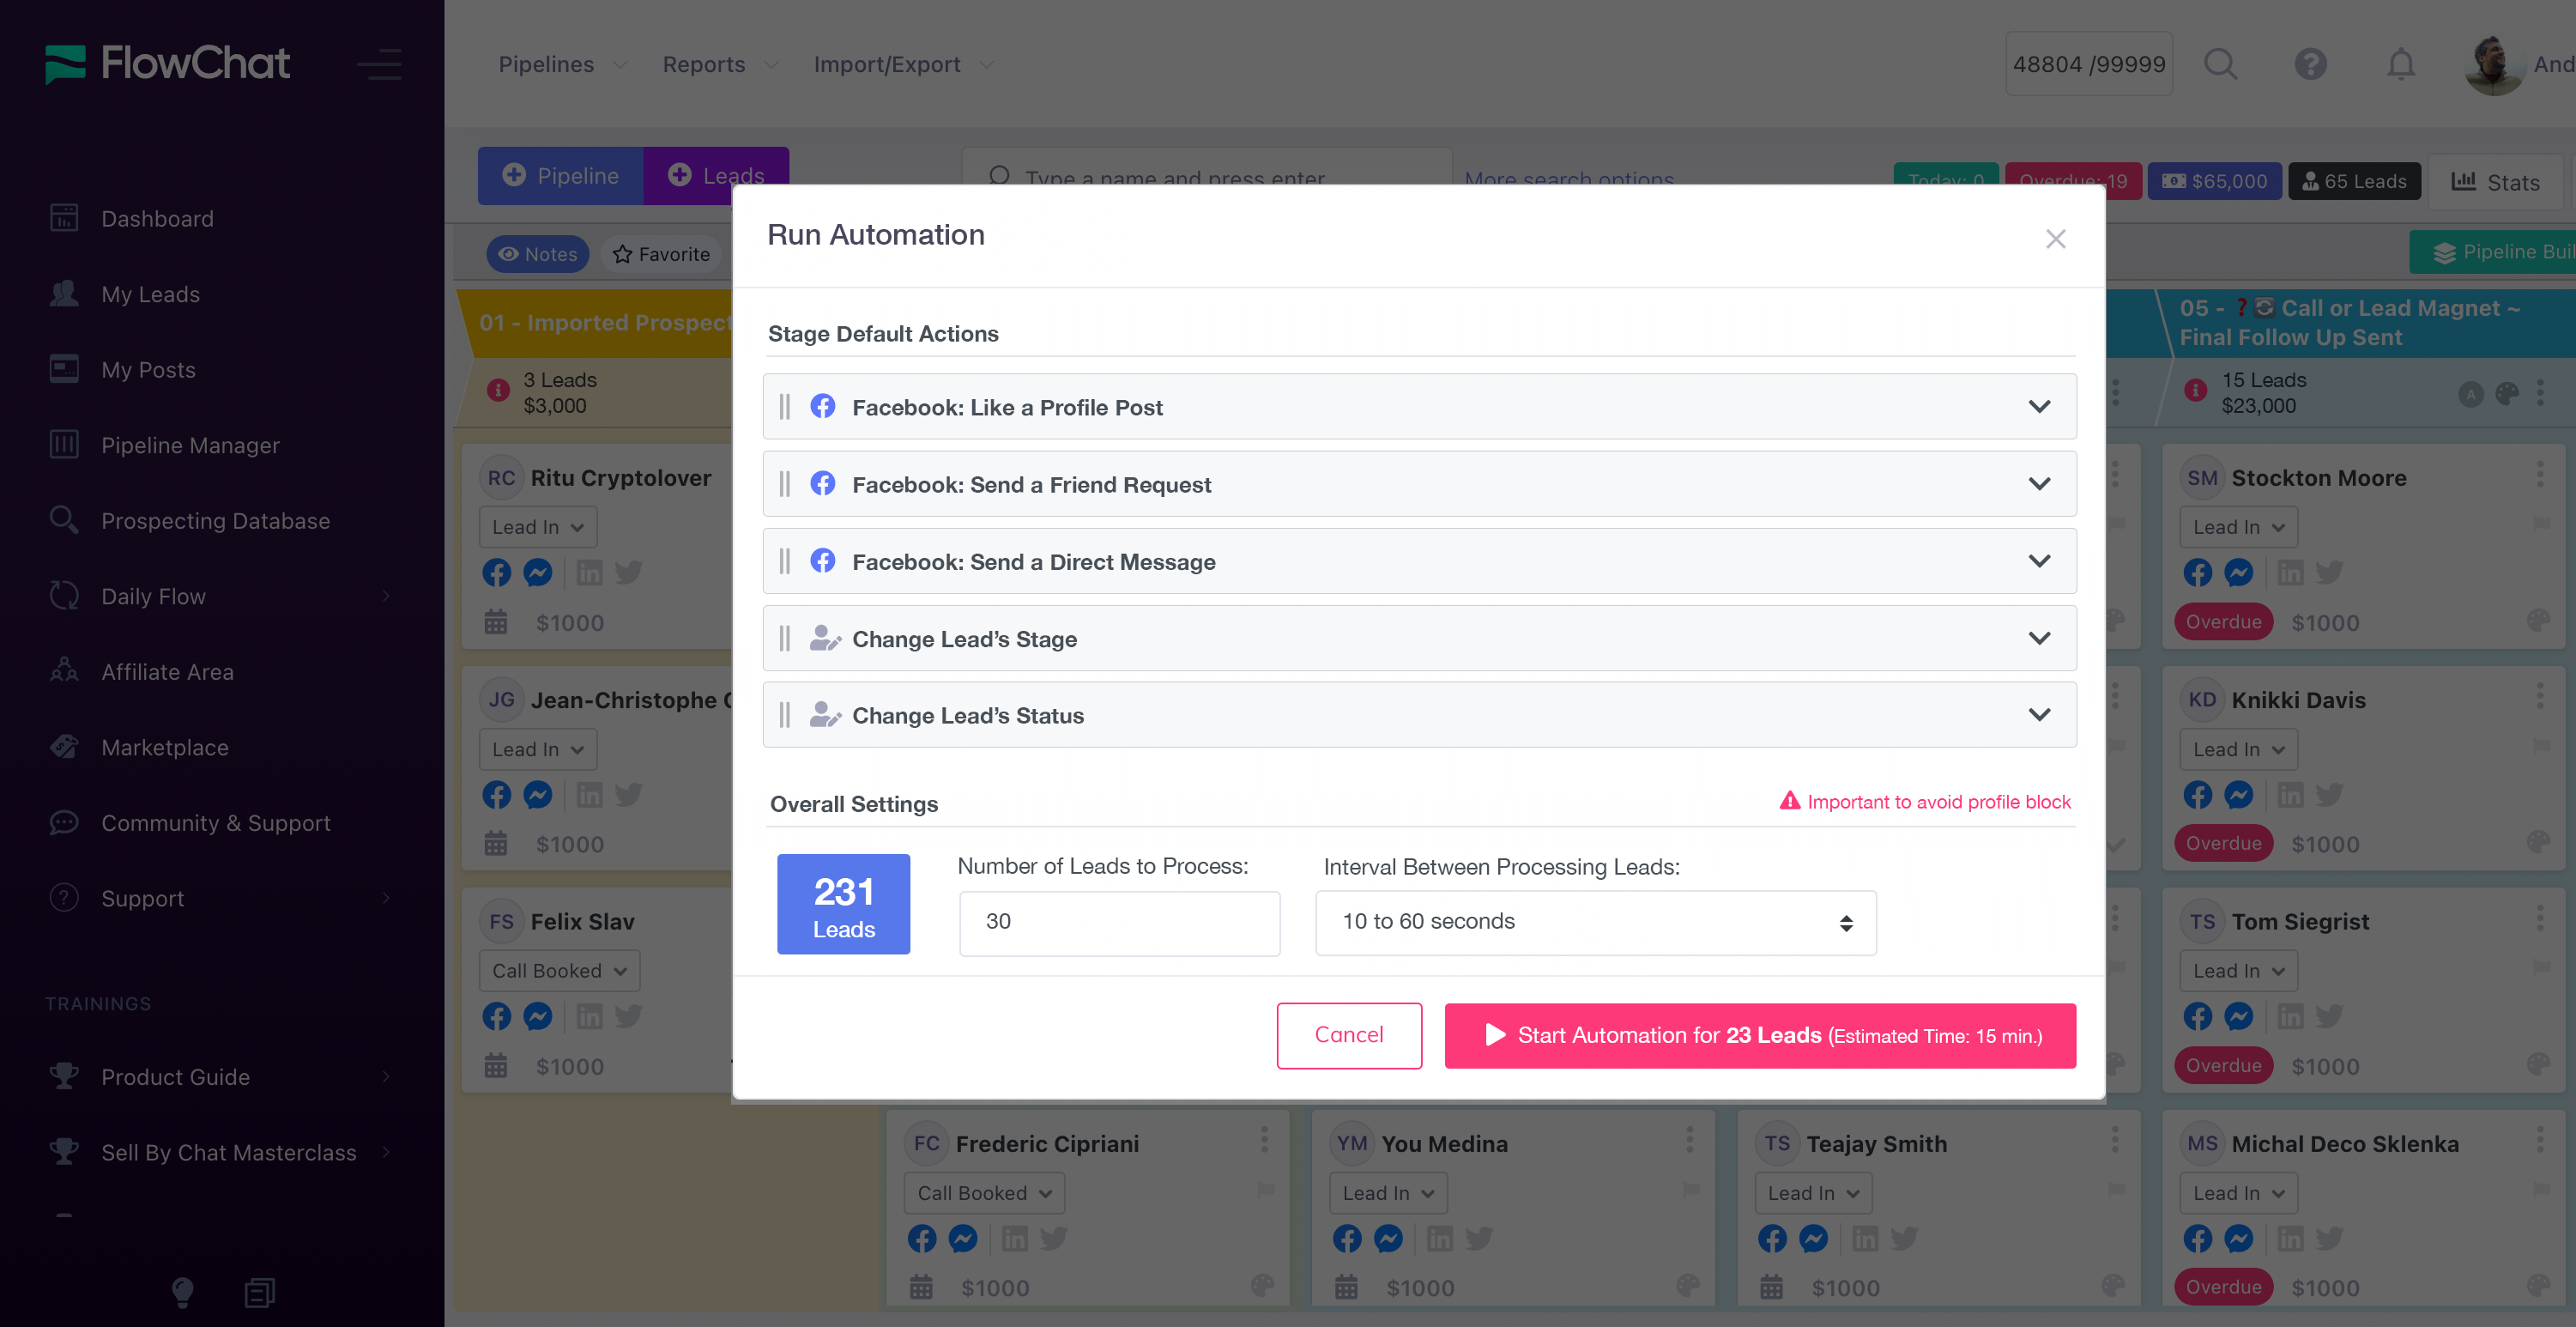 FlowChat
Dashboard
My Leads
My Posts
Pipeline Manager
Prospecting Database
Daily Flow
Affiliate Area
Marketplace
Community & Support
Support
TRAININGS
Product Guide
Sell By Chat Masterclass
Pipelines
Reports
Import/Export
48804 /99999
And
Pipeline
Leads
Type a name and press enter
More search options
Today: 0
Overdue: 19
$65,000
65 Leads
Stats
Notes
Favorite
Pipeline Buil
01 - Imported Prospect
3 Leads
$3,000
RC Ritu Cryptolover
Lead In
$1000
JG Jean-Christophe
Lead In
$1000
FS Felix Slav
Call Booked
$1000
Run Automation
Stage Default Actions
Facebook: Like a Profile Post
Facebook: Send a Friend Request
Facebook: Send a Direct Message
Change Lead’s Stage
Change Lead’s Status
Overall Settings
Important to avoid profile block
231
Leads
Number of Leads to Process:
30
Interval Between Processing Leads:
10 to 60 seconds
Cancel
Start Automation for 23 Leads (Estimated Time: 15 min.)
FC Frederic Cipriani
Call Booked
$1000
YM You Medina
Lead In
$1000
TS Teajay Smith
Lead In
$1000
05 - ❓ Call or Lead Magnet ~
Final Follow Up Sent
15 Leads
$23,000
A
SM Stockton Moore
Lead In
Overdue $1000
KD Knikki Davis
Lead In
Overdue $1000
TS Tom Siegrist
Lead In
Overdue $1000
MS Michal Deco Sklenka
Lead In
Overdue $1000